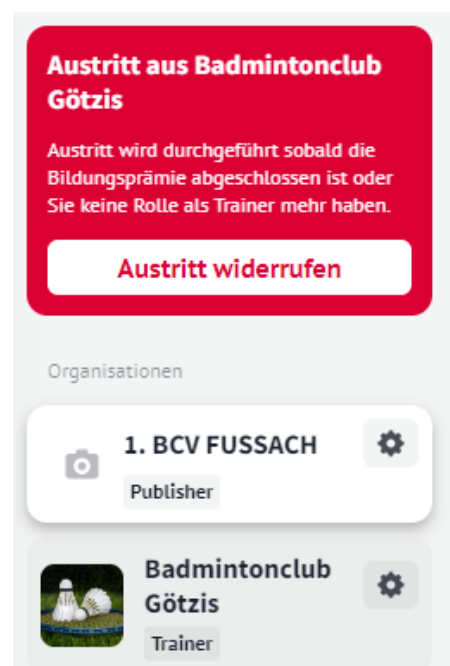 Austritt aus Badmintonclub
Götzis
Austritt wird durchgeführt sobald die
Bildungsprämie abgeschlossen ist oder
Sie keine Rolle als Trainer mehr haben.
Austritt widerrufen
Organisationen
1. BCV FUSSACH
Publisher
Badmintonclub
Götzis
Trainer